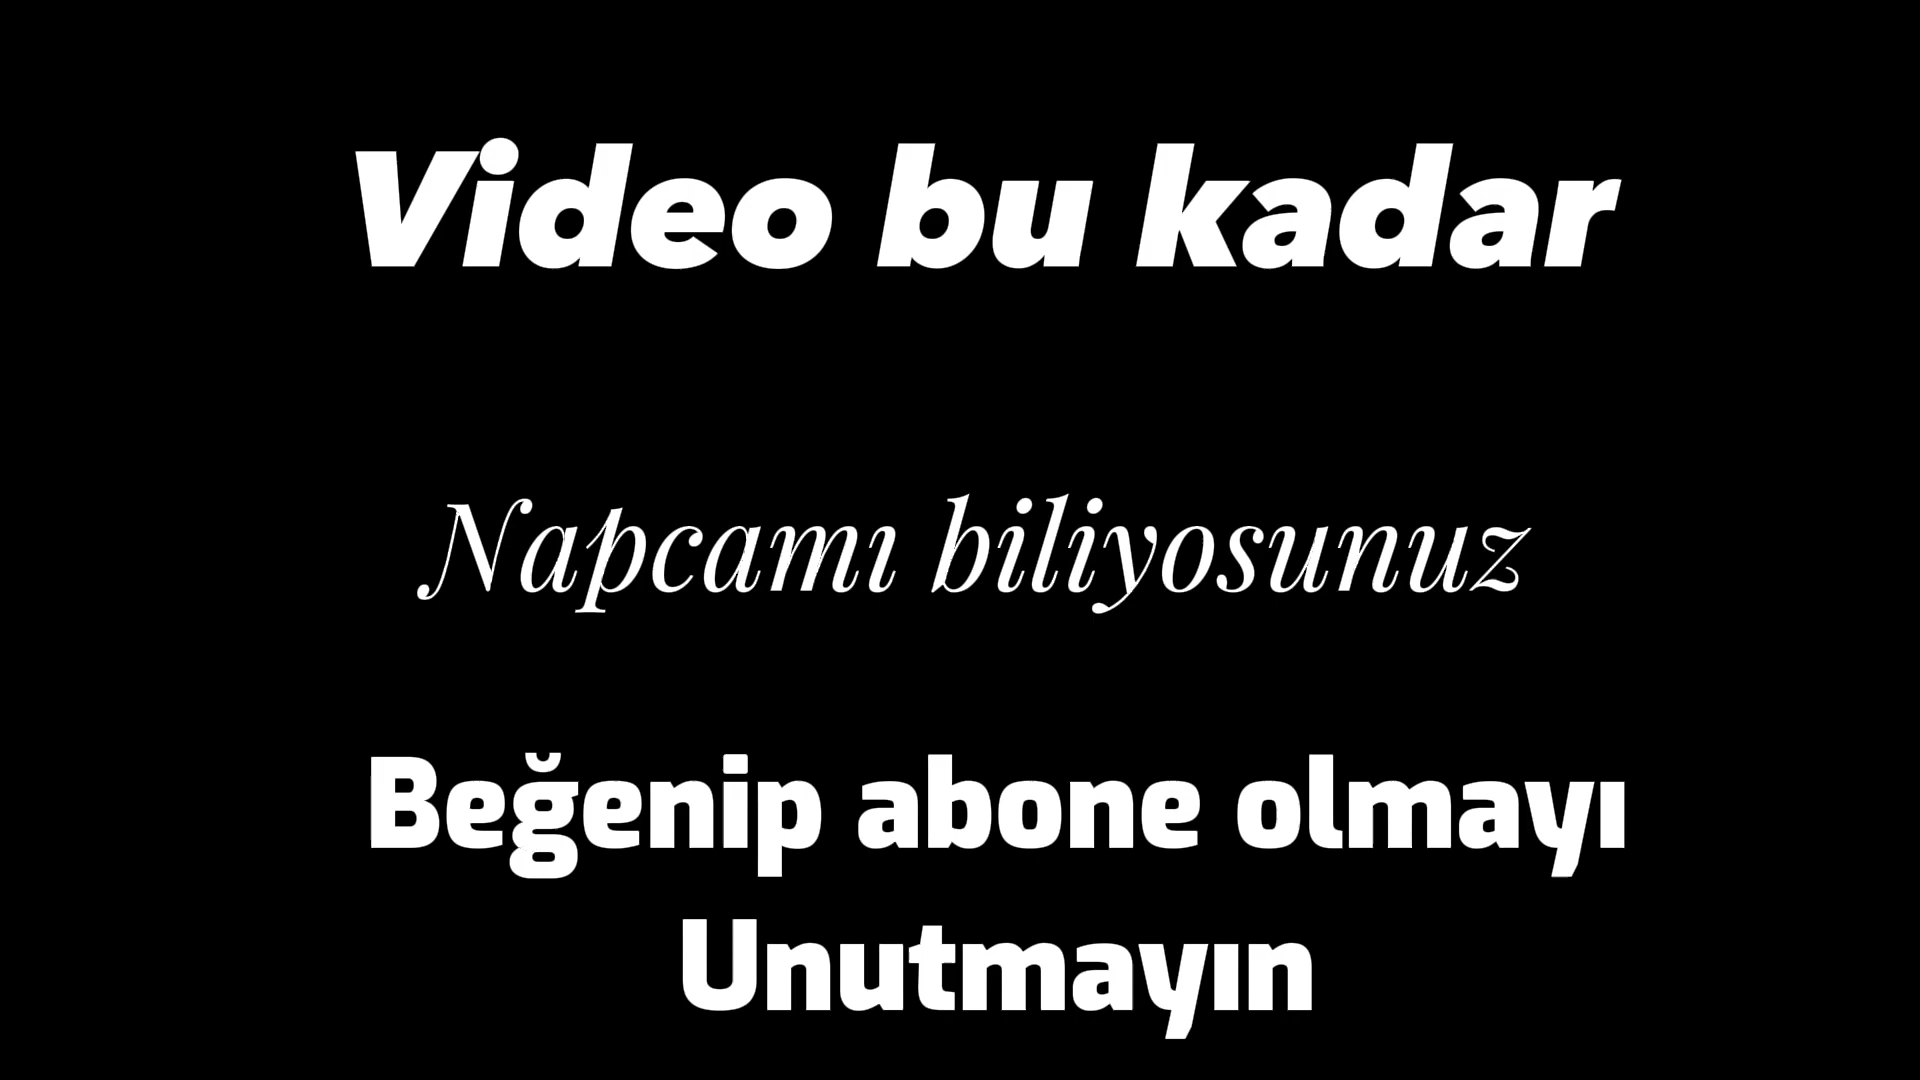 Video bu kadar
Napcamı biliyosunuz
Beğenip abone olmayı
Unutmayın